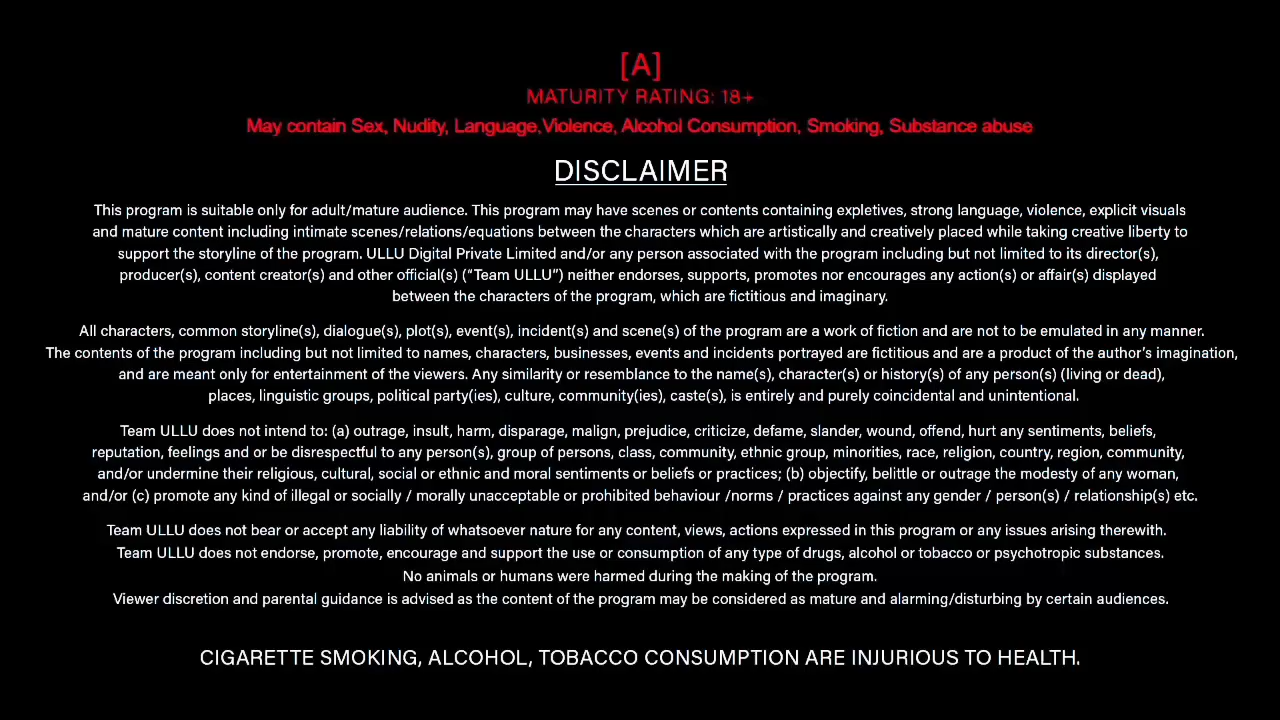 [A]
MATURITY RATING: 18+
May contain Sex, Nudity, Language,Violence, Alcohol Consumption, Smoking, Substance abuse
DISCLAIMER
This program is suitable only for adult/mature audience. This program may have scenes or contents containing expletives, strong language, violence, explicit visuals
and mature content including intimate scenes/relations/equations between the characters which are artistically and creatively placed while taking creative liberty to
support the storyline of the program. ULLU Digital Private Limited and/or any person associated with the program including but not limited to its director(s),
producer(s), content creator(s) and other official(s) (“Team ULLU”) neither endorses, supports, promotes nor encourages any action(s) or affair(s) displayed
between the characters of the program, which are fictitious and imaginary.
All characters, common storyline(s), dialogue(s), plot(s), event(s), incident(s) and scene(s) of the program are a work of fiction and are not to be emulated in any manner.
The contents of the program including but not limited to names, characters, businesses, events and incidents portrayed are fictitious and are a product of the author’s imagination,
and are meant only for entertainment of the viewers. Any similarity or resemblance to the name(s), character(s) or history(s) of any person(s) (living or dead),
places, linguistic groups, political party(ies), culture, community(ies), caste(s), is entirely and purely coincidental and unintentional.
Team ULLU does not intend to: (a) outrage, insult, harm, disparage, malign, prejudice, criticize, defame, slander, wound, offend, hurt any sentiments, beliefs,
reputation, feelings and or be disrespectful to any person(s), group of persons, class, community, ethnic group, minorities, race, religion, country, region, community,
and/or undermine their religious, cultural, social or ethnic and moral sentiments or beliefs or practices; (b) objectify, belittle or outrage the modesty of any woman,
and/or (c) promote any kind of illegal or socially / morally unacceptable or prohibited behaviour /norms / practices against any gender / person(s) / relationship(s) etc.
Team ULLU does not bear or accept any liability of whatsoever nature for any content, views, actions expressed in this program or any issues arising therewith.
Team ULLU does not endorse, promote, encourage and support the use or consumption of any type of drugs, alcohol or tobacco or psychotropic substances.
No animals or humans were harmed during the making of the program.
Viewer discretion and parental guidance is advised as the content of the program may be considered as mature and alarming/disturbing by certain audiences.
CIGARETTE SMOKING, ALCOHOL, TOBACCO CONSUMPTION ARE INJURIOUS TO HEALTH.